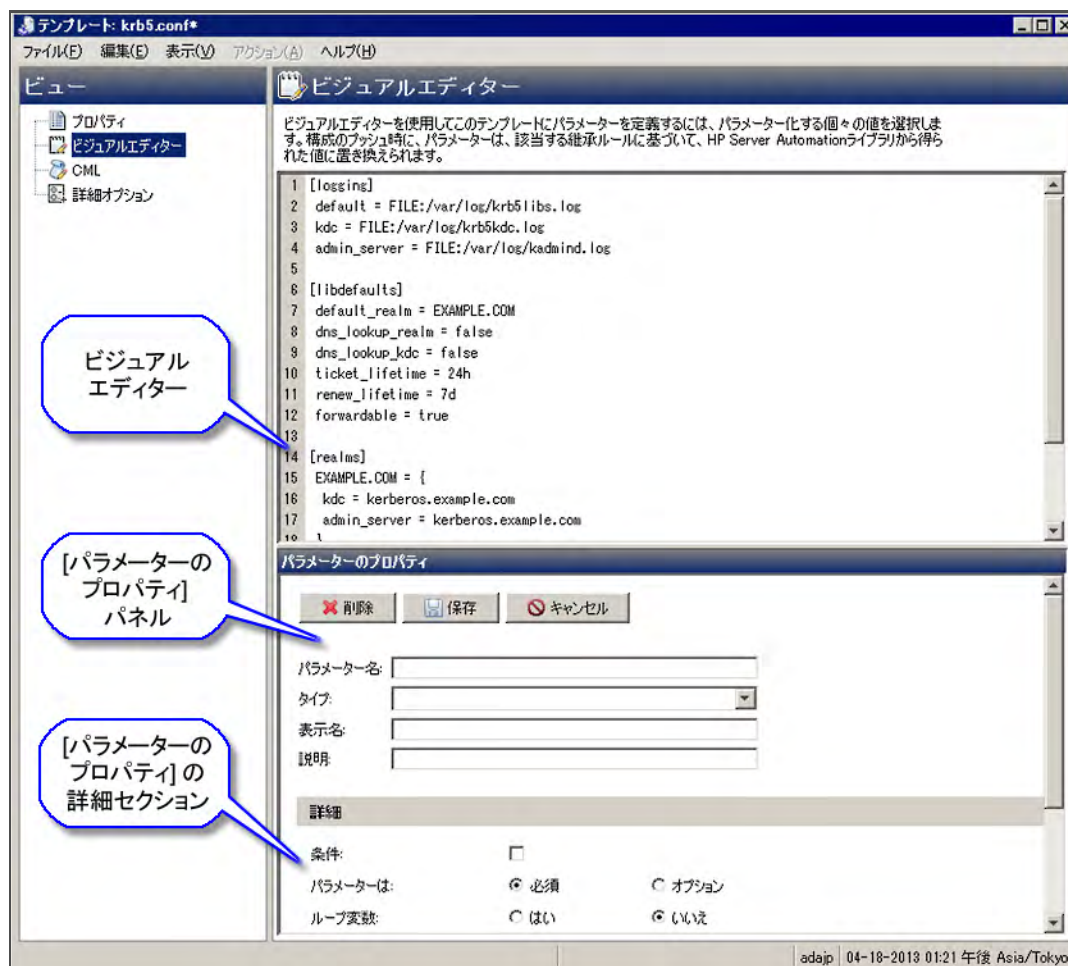 テンプレート: krb5.conf*
ファイル(F) 編集(E) 表示(V) アクション(A) ヘルプ(H)
ビュー
プロパティ
ビジュアルエディター
CML
詳細オプション
ビジュアルエディター
ビジュアルエディターを使用してこのテンプレートにパラメーターを定義するには、パラメーター化する個々の値を選択しま
す。構成のプッシュ時に、パラメーターは、該当する継承ルールに基づいて、HP Server Automationライブラリから得ら
れた値に置き換えられます。
1 [logging]
2 default = FILE:/var/log/krb5libs.log
3 kdc = FILE:/var/log/krb5kdc.log
4 admin_server = FILE:/var/log/kadmind.log
5
6 [libdefaults]
7 default_realm = EXAMPLE.COM
8 dns_lookup_realm = false
9 dns_lookup_kdc = false
10 ticket_lifetime = 24h
11 renew_lifetime = 7d
12 forwardable = true
13
14 [realms]
15 EXAMPLE.COM = {
16 kdc = kerberos.example.com
17 admin_server = kerberos.example.com
18 }
ビジュアル
エディター
[パラメーターの
プロパティ]
パネル
[パラメーターの
プロパティ] の
詳細セクション
パラメーターのプロパティ
削除 保存 キャンセル
パラメーター名:
タイプ:
表示名:
説明:
詳細
条件:
パラメーターは: 必須 オプション
ループ変数: はい いいえ
adajp 04-18-2013 01:21 午後 Asia/Tokyo